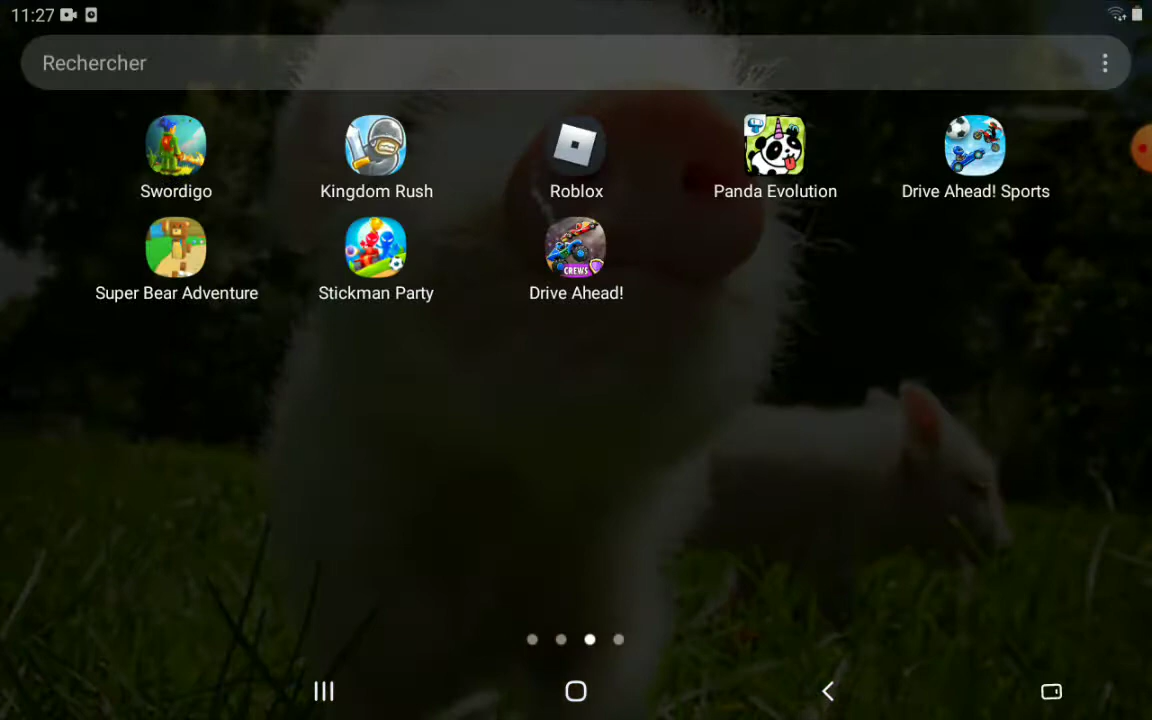 11:27
Rechercher
Swordigo
Kingdom Rush
Roblox
Panda Evolution
Drive Ahead! Sports
CREWS
Super Bear Adventure
Stickman Party
Drive Ahead!